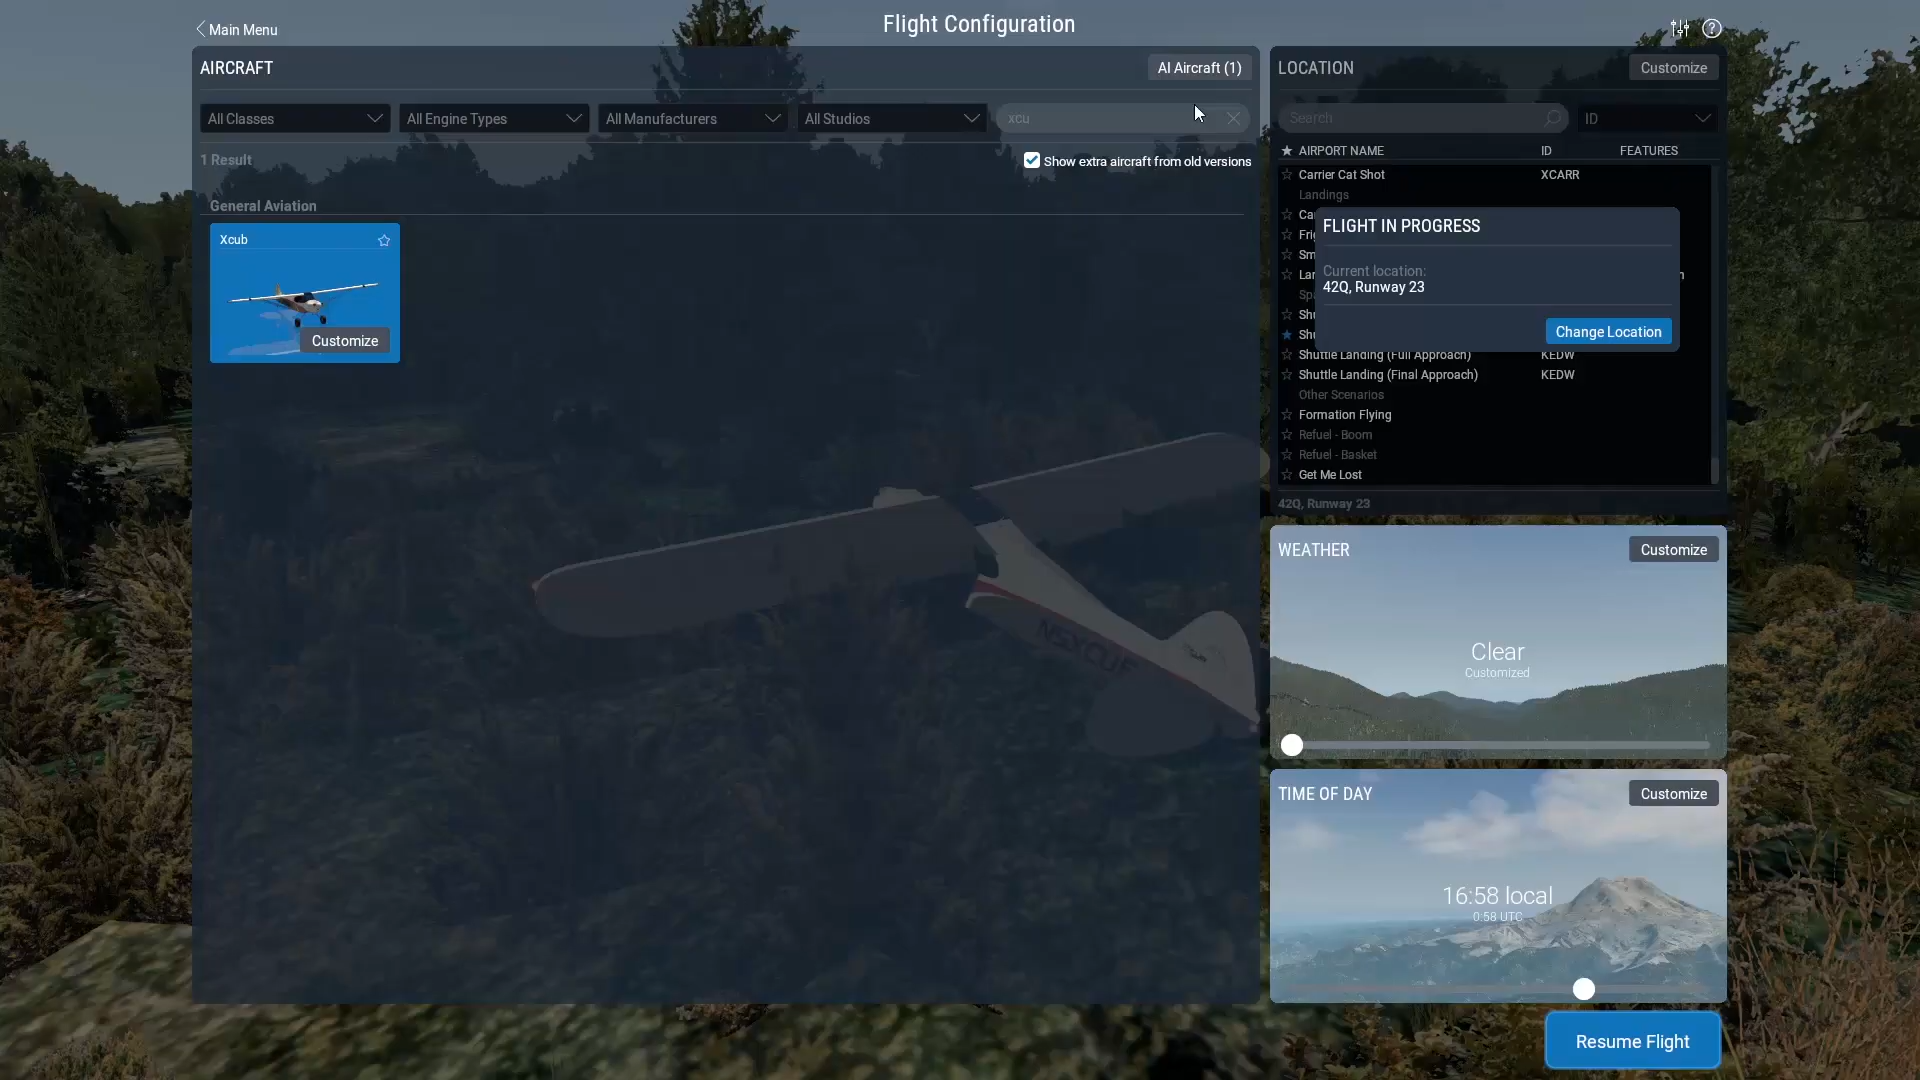 Main Menu
Flight Configuration
AIRCRAFT
AI Aircraft (1)
All Classes
All Engine Types
All Manufacturers
All Studios
xcu
1 Result
Show extra aircraft from old versions
General Aviation
Xcub
Customize
LOCATION
Customize
Search
ID
AIRPORT NAME
ID
FEATURES
Carrier Cat Shot
XCARR
Landings
FLIGHT IN PROGRESS
Current location:
42Q, Runway 23
Change Location
Shuttle Landing (Full Approach)
KEDW
Shuttle Landing (Final Approach)
KEDW
Other Scenarios
Formation Flying
Refuel - Boom
Refuel - Basket
Get Me Lost
42Q, Runway 23
WEATHER
Customize
Clear
Customized
TIME OF DAY
Customize
16:58 local
0:58 UTC
Resume Flight